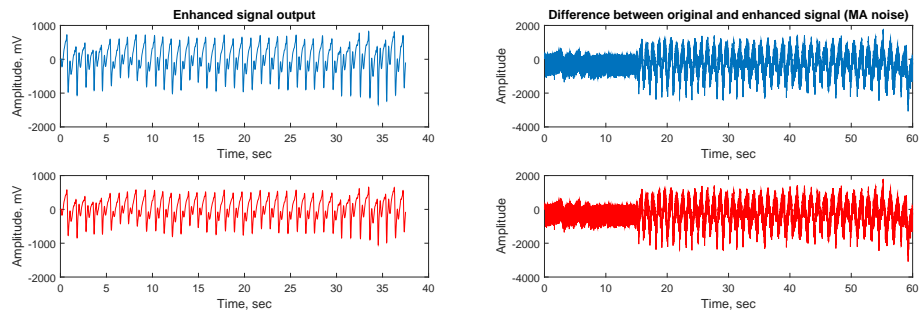 Enhanced signal output
Amplitude, mV
1000
0
-1000
-2000
0 5 10 15 20 25 30 35 40
Time, sec
Difference between original and enhanced signal (MA noise)
Amplitude
2000
0
-2000
-4000
0 10 20 30 40 50 60
Time, sec
Amplitude, mV
1000
0
-1000
-2000
0 5 10 15 20 25 30 35 40
Time, sec
Amplitude
2000
0
-2000
-4000
0 10 20 30 40 50 60
Time, sec